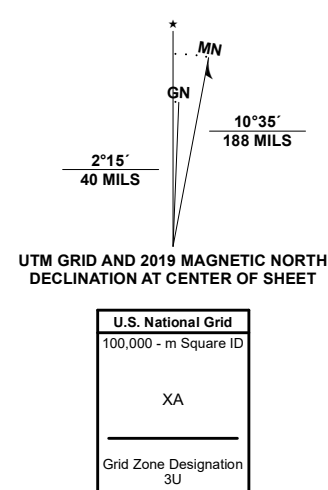 ★
MN
GN
10°35´
188 MILS
2°15´
40 MILS
UTM GRID AND 2019 MAGNETIC NORTH
DECLINATION AT CENTER OF SHEET
U.S. National Grid
100,000 - m Square ID
XA
Grid Zone Designation
3U